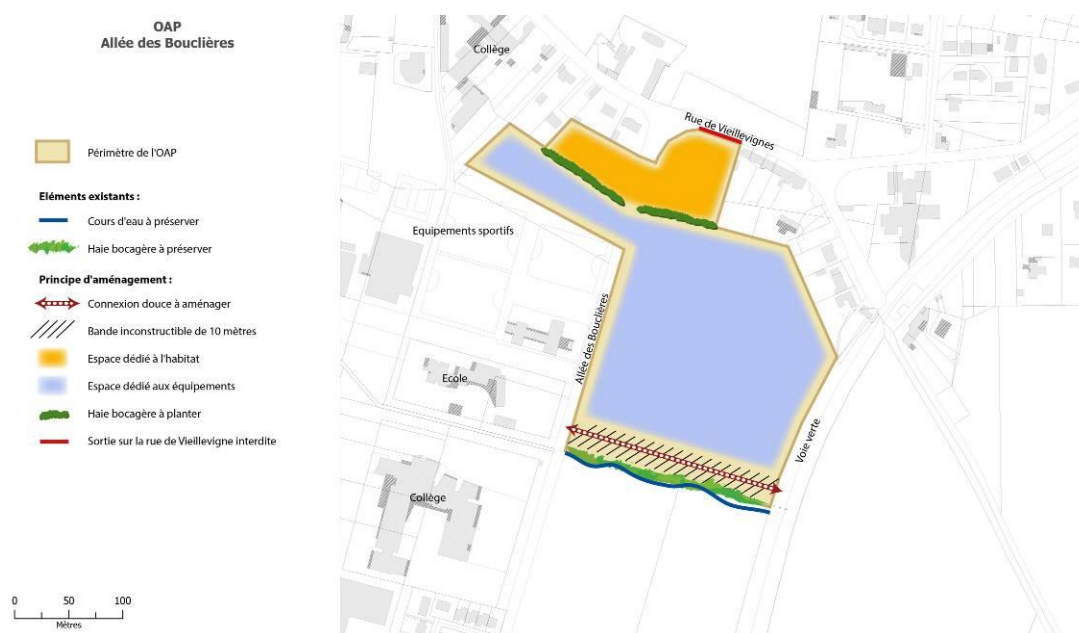 OAP
Allée des Bouclières
Périmètre de l'OAP
Eléments existants :
Cours d'eau à préserver
Haie bocagère à préserver
Principe d'aménagement :
Connexion douce à aménager
Bande inconstructible de 10 mètres
Espace dédié à l'habitat
Espace dédié aux équipements
Haie bocagère à planter
Sortie sur la rue de Vieillevigne interdite
0 50 100
Mètres
Collège
Rue de Vieillevignes
Equipements sportifs
Allée des Bouclières
Ecole
Voie verte
Collège